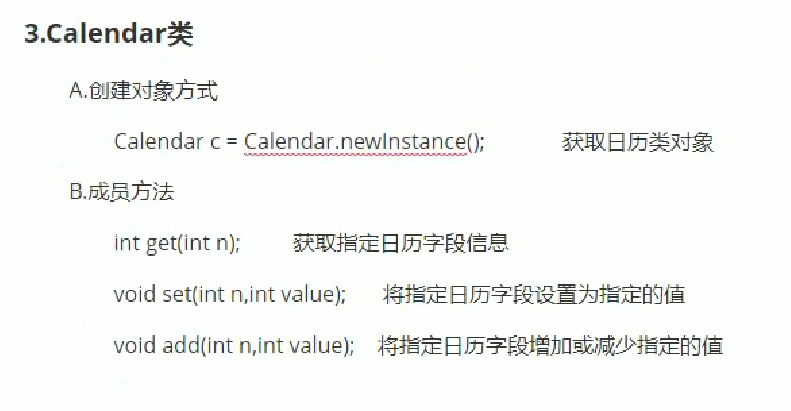 3.Calendar类
A.创建对象方式
Calendar c = Calendar.newInstance(); 获取日历类对象
B.成员方法
int get(int n); 获取指定日历字段信息
void set(int n,int value); 将指定日历字段设置为指定的值
void add(int n,int value); 将指定日历字段增加或减少指定的值